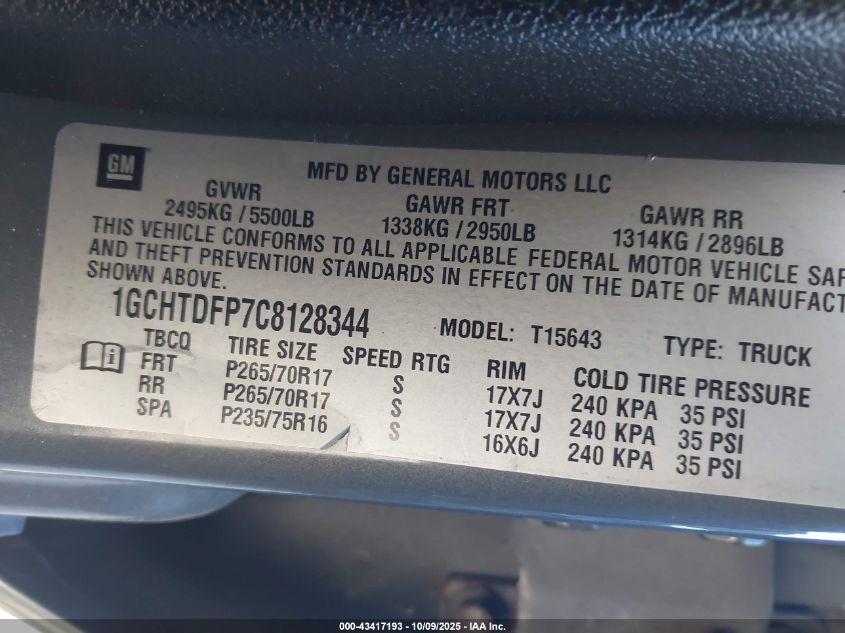 GM
MFD BY GENERAL MOTORS LLC
GVWR GAWR FRT GAWR RR
2495KG / 5500LB 1338KG / 2950LB 1314KG / 2896LB
THIS VEHICLE CONFORMS TO ALL APPLICABLE FEDERAL MOTOR VEHICLE SAF
AND THEFT PREVENTION STANDARDS IN EFFECT ON THE DATE OF MANUFACT
SHOWN ABOVE.
1GCHTDFP7C8128344 MODEL: T15643 TYPE: TRUCK
TBCQ TIRE SIZE SPEED RTG RIM COLD TIRE PRESSURE
FRT P265/70R17 S 17X7J 240 KPA 35 PSI
RR P265/70R17 S 17X7J 240 KPA 35 PSI
SPA P235/75R16 S 16X6J 240 KPA 35 PSI
000-43417193 - 10/09/2025 - IAA Inc.